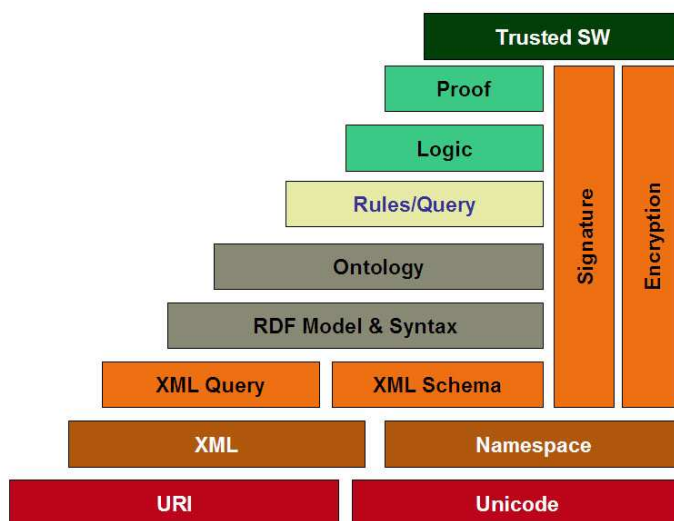 Trusted SW
Proof
Logic
Rules/Query
Ontology
RDF Model & Syntax
XML Query
XML Schema
Signature
Encryption
XML
Namespace
URI
Unicode